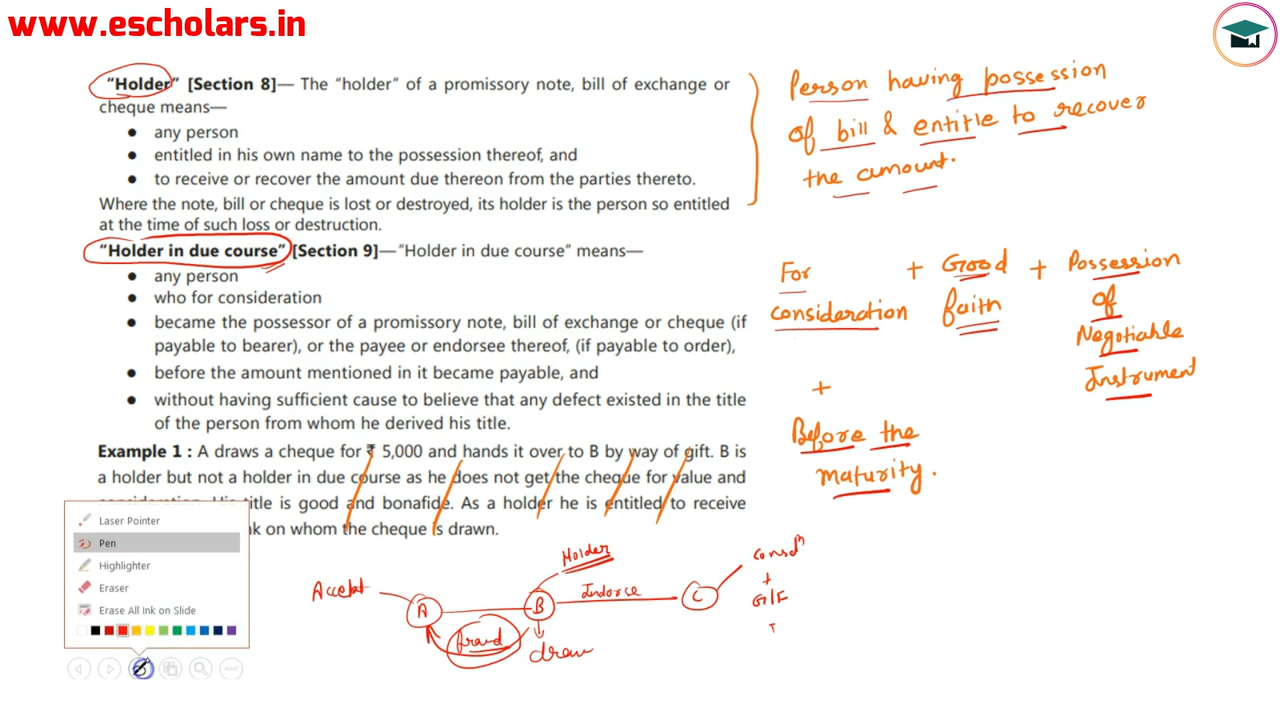 www.escholars.in
“Holder” [Section 8]— The “holder” of a promissory note, bill of exchange or
cheque means—
● any person
● entitled in his own name to the possession thereof, and
● to receive or recover the amount due thereon from the parties thereto.
Where the note, bill or cheque is lost or destroyed, its holder is the person so entitled
at the time of such loss or destruction.
“Holder in due course” [Section 9]—“Holder in due course” means—
● any person
● who for consideration
● became the possessor of a promissory note, bill of exchange or cheque (if
payable to bearer), or the payee or endorsee thereof, (if payable to order),
● before the amount mentioned in it became payable, and
● without having sufficient cause to believe that any defect existed in the title
of the person from whom he derived his title.
Example 1 : A draws a cheque for ₹ 5,000 and hands it over to B by way of gift. B is
a holder but not a holder in due course as he does not get the cheque for value and
title is good and bonafide. As a holder he is entitled to receive
on whom the cheque is drawn.
Person having possession
of bill & entitle to recover
the amount.
For + Good + Possession
consideration faith of
Negotiable
Instrument
+
Before the
maturity.
Laser Pointer
Pen
Highlighter
Eraser
Erase All Ink on Slide
Holder
Accept A B Indorse C
fraud
draw
Consdn
+
G/F